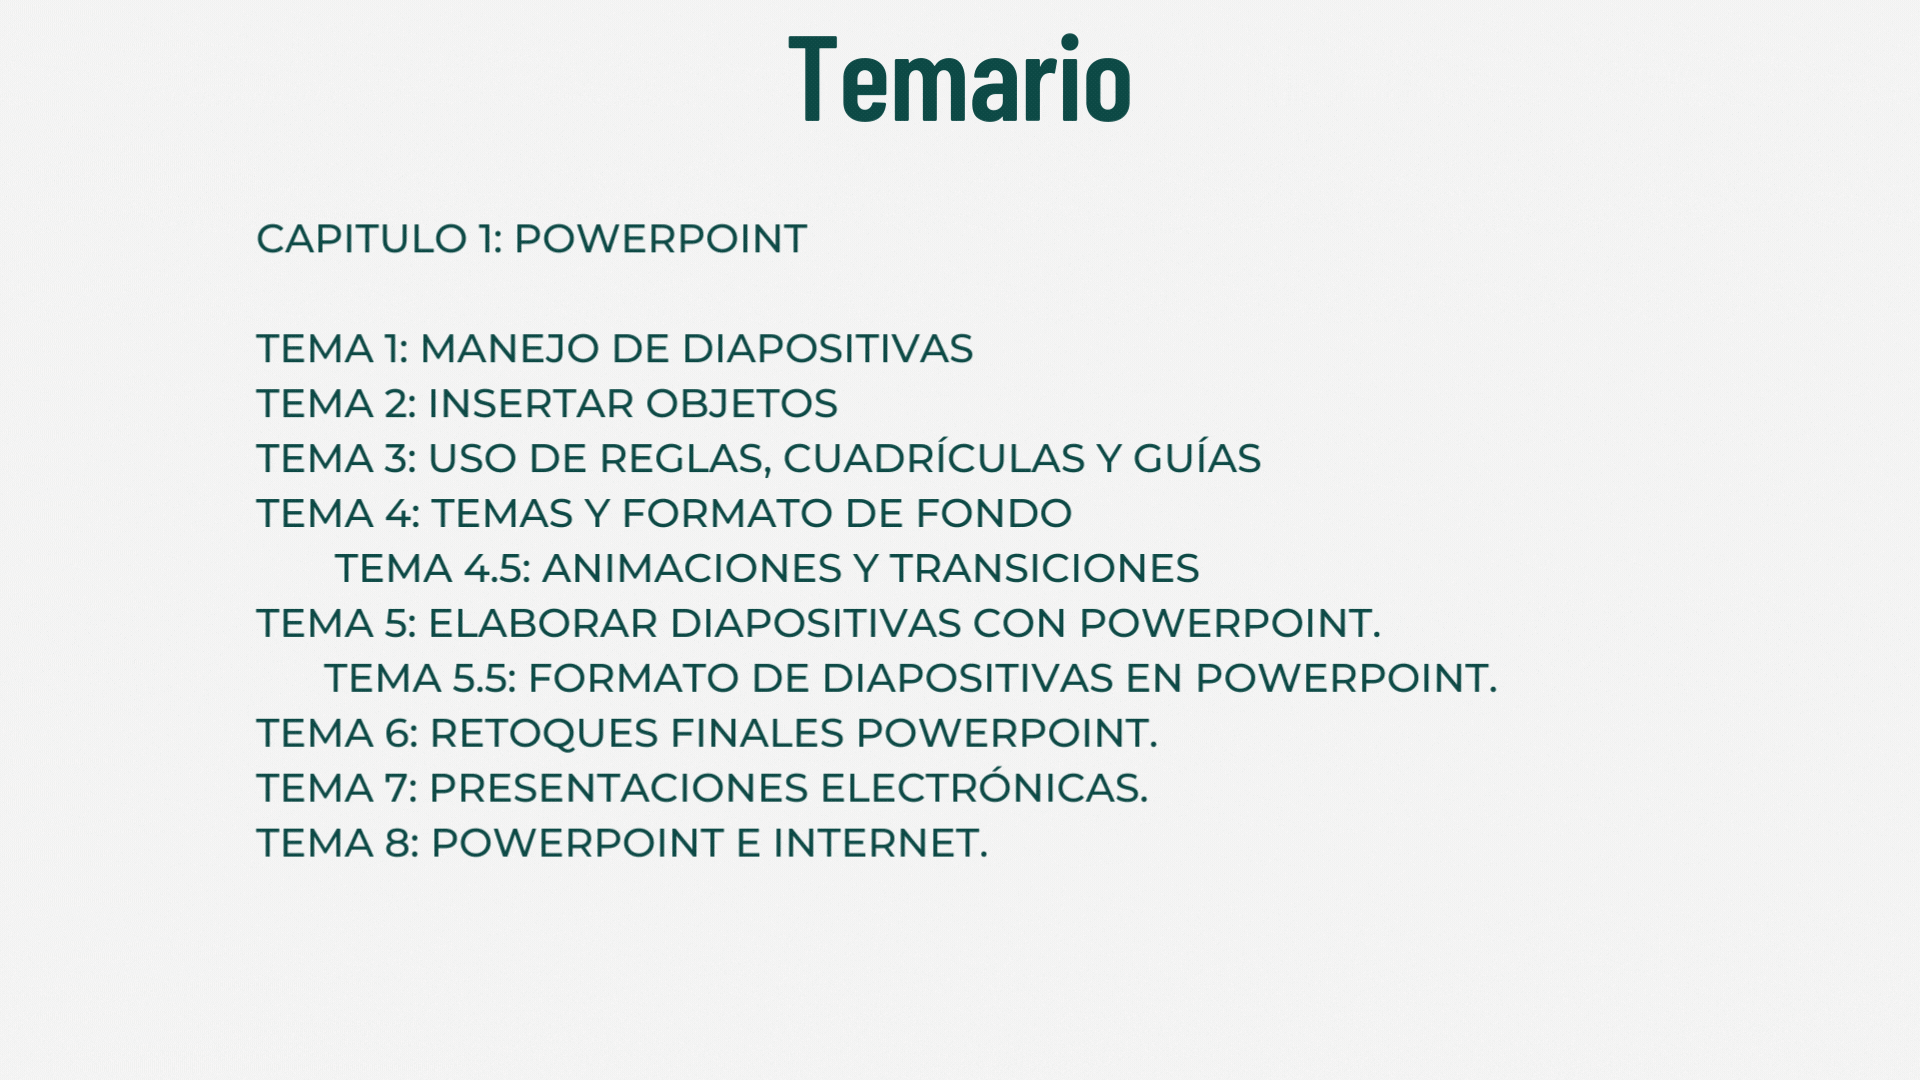 Temario
CAPITULO 1: POWERPOINT
TEMA 1: MANEJO DE DIAPOSITIVAS
TEMA 2: INSERTAR OBJETOS
TEMA 3: USO DE REGLAS, CUADRÍCULAS Y GUÍAS
TEMA 4: TEMAS Y FORMATO DE FONDO
TEMA 4.5: ANIMACIONES Y TRANSICIONES
TEMA 5: ELABORAR DIAPOSITIVAS CON POWERPOINT.
TEMA 5.5: FORMATO DE DIAPOSITIVAS EN POWERPOINT.
TEMA 6: RETOQUES FINALES POWERPOINT.
TEMA 7: PRESENTACIONES ELECTRÓNICAS.
TEMA 8: POWERPOINT E INTERNET.